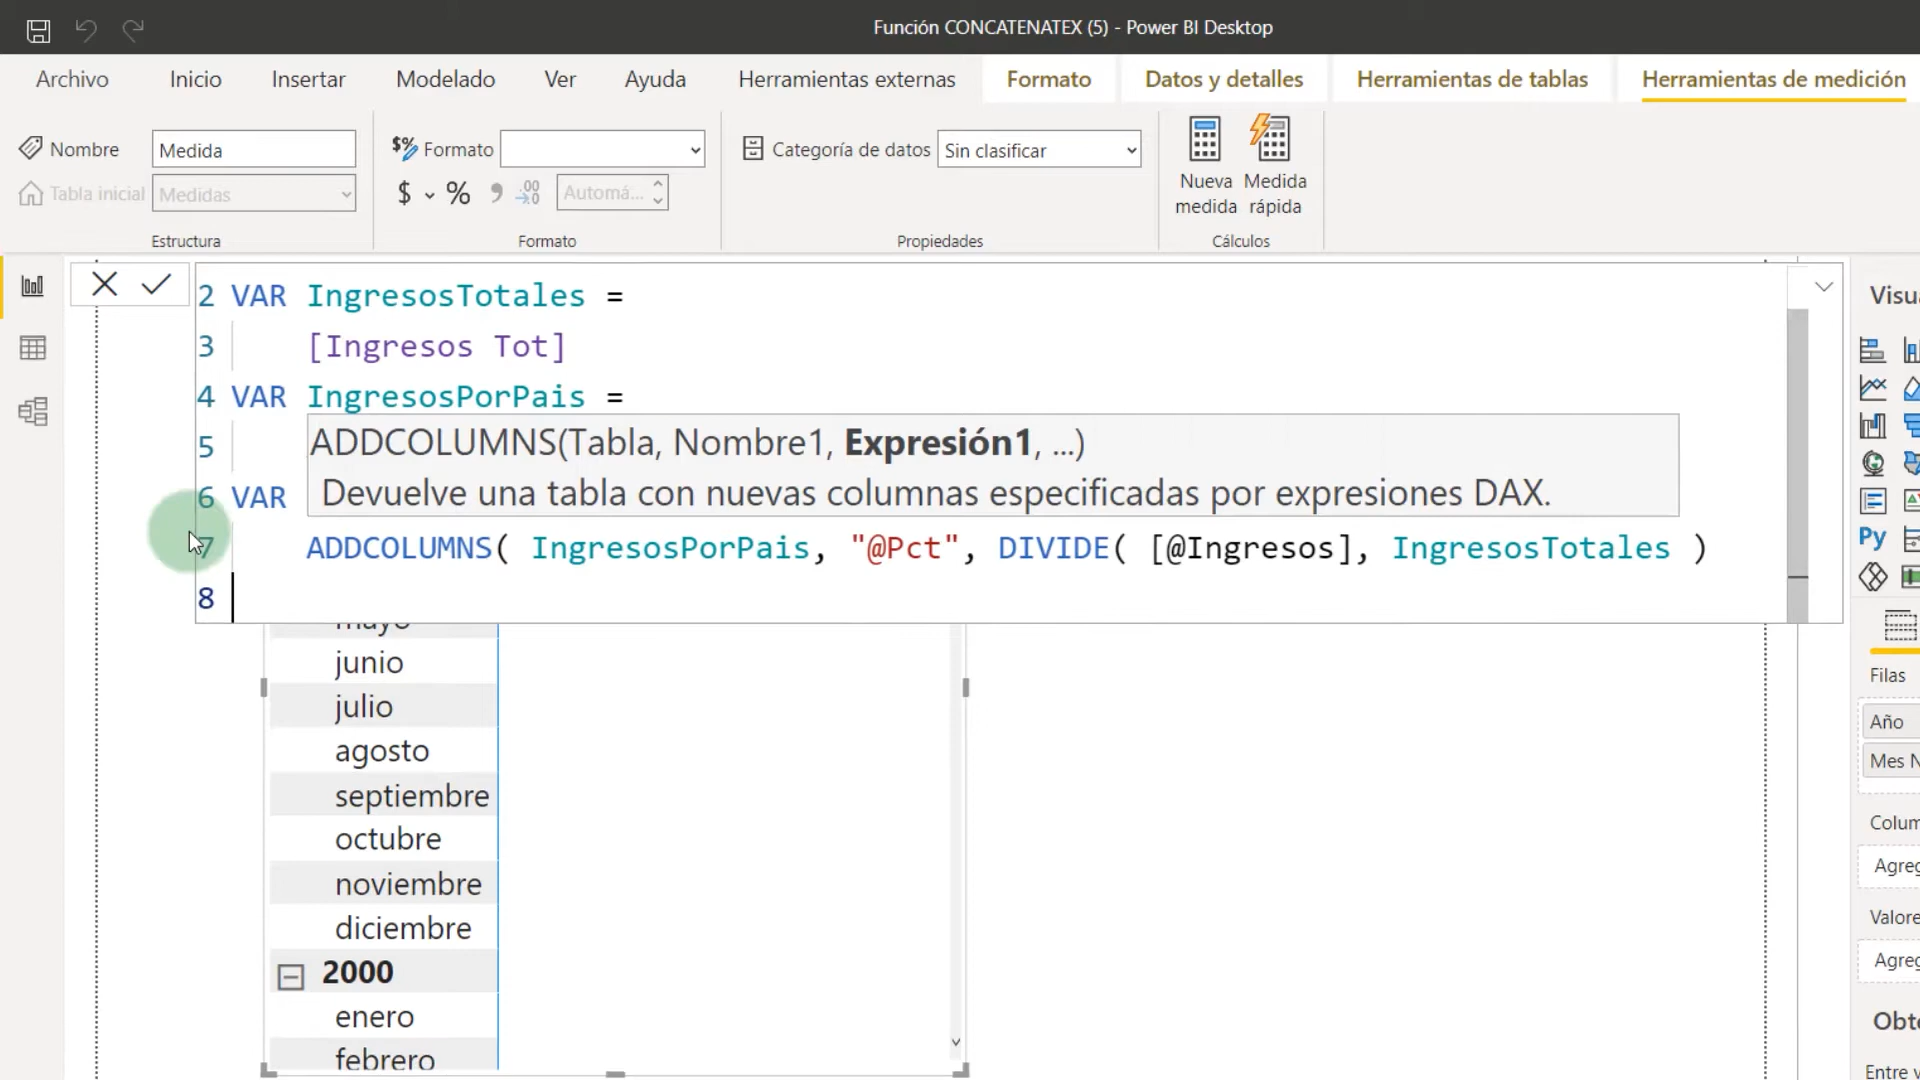 Función CONCATENATEX (5) - Power BI Desktop
Archivo Inicio Insertar Modelado Ver Ayuda Herramientas externas Formato Datos y detalles Herramientas de tablas Herramientas de medición
Nombre Medida
Tabla inicial Medidas
Estructura
$% Formato
$ % , .00 Automá...
Formato
Categoría de datos Sin clasificar
Propiedades
Nueva medida
Medida rápida
Cálculos
2 VAR IngresosTotales =
3 [Ingresos Tot]
4 VAR IngresosPorPais =
5
ADDCOLUMNS(Tabla, Nombre1, Expresión1, ...)
Devuelve una tabla con nuevas columnas especificadas por expresiones DAX.
6 VAR
7 ADDCOLUMNS( IngresosPorPais, "@Pct", DIVIDE( [@Ingresos], IngresosTotales )
8
mayo
junio
julio
agosto
septiembre
octubre
noviembre
diciembre
2000
enero
febrero
Visua
Py
Filas
Año
Mes N
Colum
Agreg
Valore
Agreg
Obte
Entre v